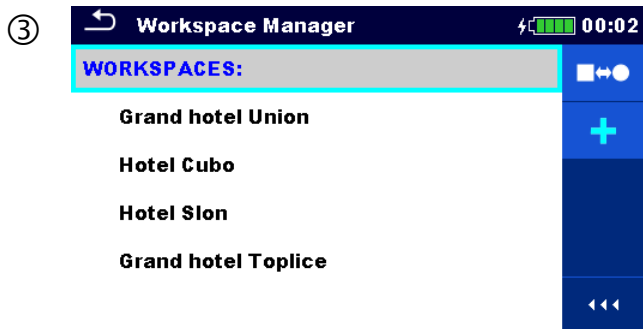 ③
Workspace Manager 00:02
WORKSPACES:
Grand hotel Union
Hotel Cubo
Hotel Slon
Grand hotel Toplice